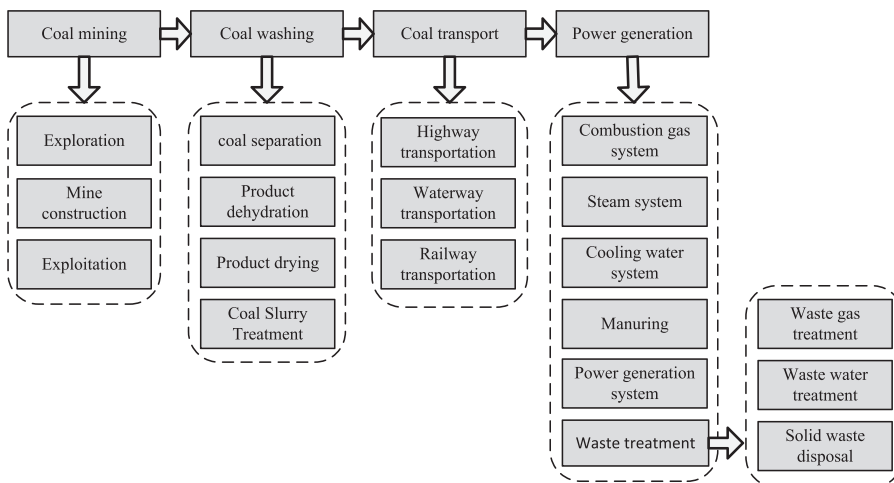 Coal mining
Coal washing
Coal transport
Power generation
Exploration
Mine
construction
Exploitation
coal separation
Product
dehydration
Product drying
Coal Slurry
Treatment
Highway
transportation
Waterway
transportation
Railway
transportation
Combustion gas
system
Steam system
Cooling water
system
Manuring
Power generation
system
Waste treatment
Waste gas
treatment
Waste water
treatment
Solid waste
disposal